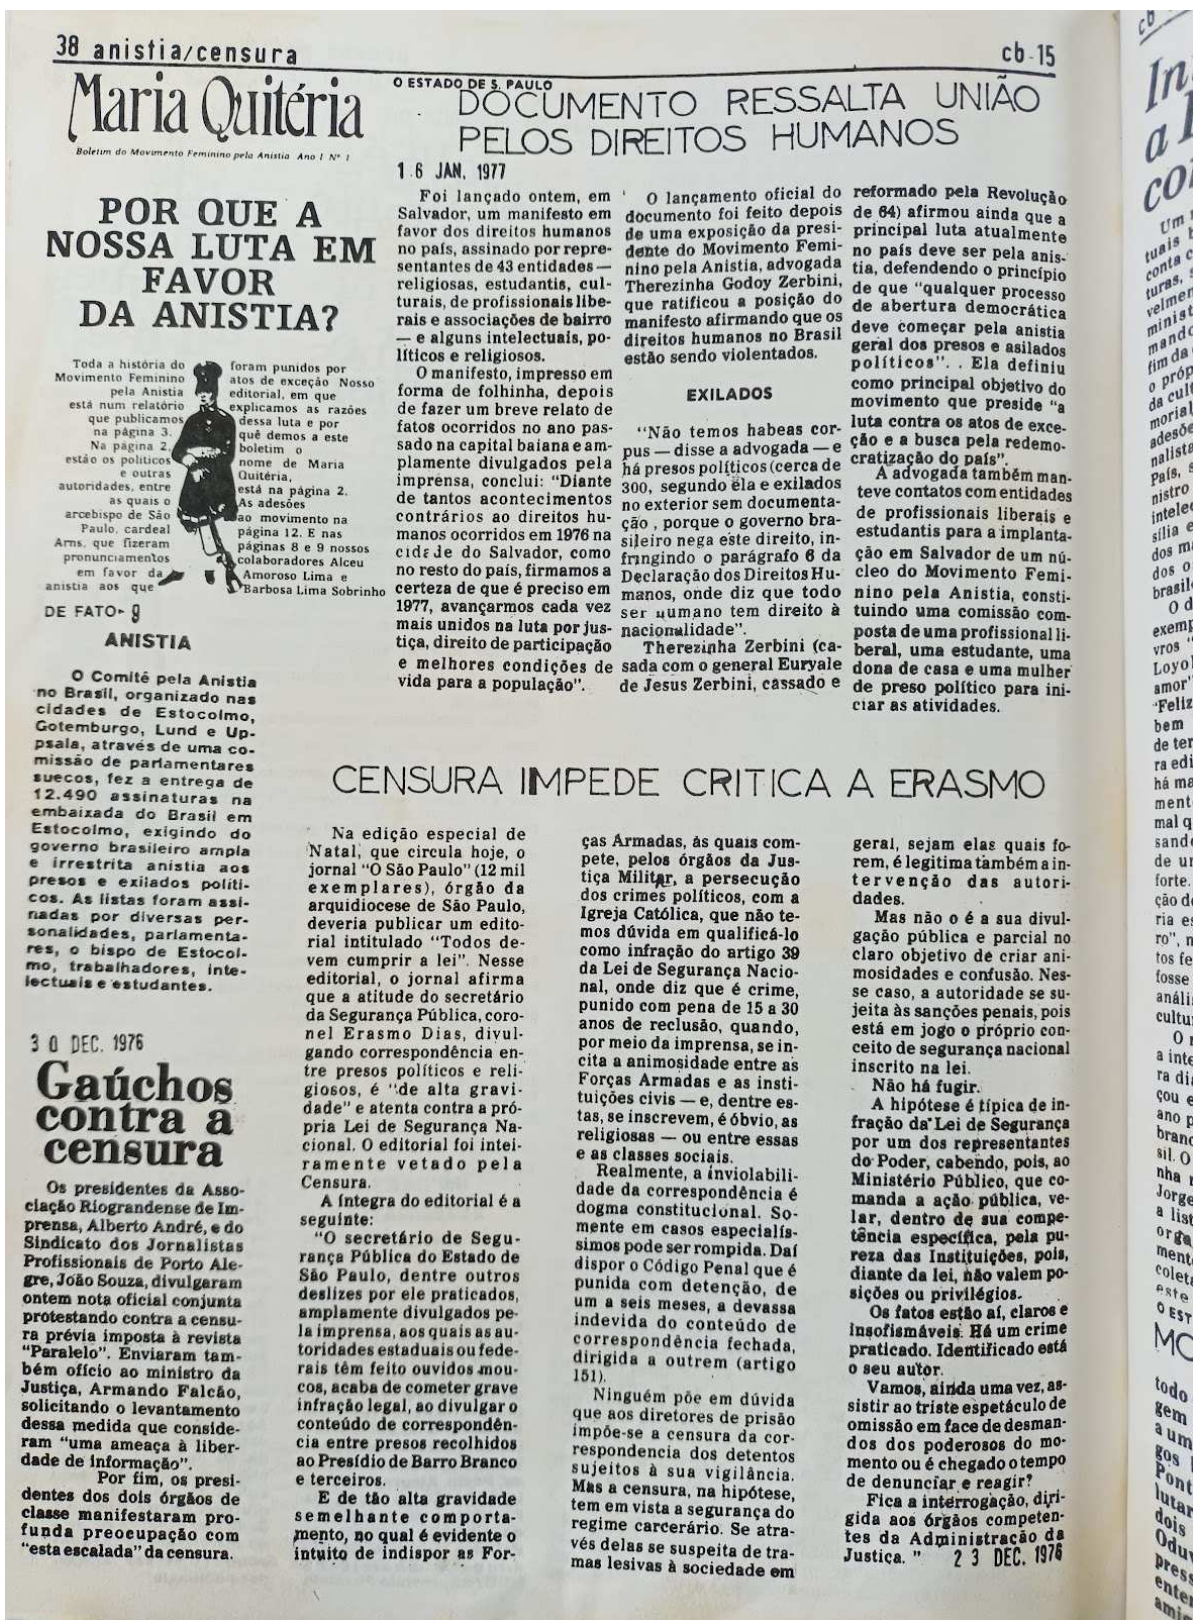 38 anistia/censura
cb-15
Maria Quitéria
Boletim do Movimento Feminino pela Anistia Ano I Nº 1
POR QUE A
NOSSA LUTA EM
FAVOR
DA ANISTIA?
Toda a história do
Movimento Feminino
pela Anistia
está num relatório
que publicamos
na página 3.
Na página 2,
estão os políticos
e outras
autoridades, entre
as quais o
arcebispo de São
Paulo, cardeal
Arns, que fizeram
pronunciamentos
em favor da
anistia aos que
foram punidos por
atos de exceção Nosso
editorial, em que
explicamos as razões
dessa luta e por
quê demos a este
boletim o
nome de Maria
Quitéria,
está na página 2.
As adesões
ao movimento na
página 12. E nas
páginas 8 e 9 nossos
colaboradores Alceu
Amoroso Lima e
Barbosa Lima Sobrinho
DE FATO- 9
ANISTIA
O Comitê pela Anistia
no Brasil, organizado nas
cidades de Estocolmo,
Gotemburgo, Lund e Up-
psala, através de uma co-
missão de parlamentares
suecos, fez a entrega de
12.490 assinaturas na
embaixada do Brasil em
Estocolmo, exigindo do
governo brasileiro ampla
e irrestrita anistia aos
presos e exilados políti-
cos. As listas foram assi-
nadas por diversas per-
sonalidades, parlamenta-
res, o bispo de Estocol-
mo, trabalhadores, inte-
lectuais e estudantes.
30 DEC. 1976
Gaúchos
contra a
censura
Os presidentes da Asso-
ciação Riograndense de Im-
prensa, Alberto André, e do
Sindicato dos Jornalistas
Profissionais de Porto Ale-
gre, João Souza, divulgaram
ontem nota oficial conjunta
protestando contra a censu-
ra prévia imposta à revista
"Paralelo". Enviaram tam-
bém ofício ao ministro da
Justiça, Armando Falcão,
solicitando o levantamento
dessa medida que conside-
ram "uma ameaça à liber-
dade de informação".
Por fim, os presi-
dentes dos dois órgãos de
classe manifestaram pro-
funda preocupação com
"esta escalada" da censura.
O ESTADO DE S. PAULO
DOCUMENTO RESSALTA UNIÃO
PELOS DIREITOS HUMANOS
16 JAN. 1977
Foi lançado ontem, em
Salvador, um manifesto em
favor dos direitos humanos
no país, assinado por repre-
sentantes de 43 entidades —
religiosas, estudantis, cul-
turais, de profissionais libe-
rais e associações de bairro
— e alguns intelectuais, po-
líticos e religiosos.
O manifesto, impresso em
forma de folhinha, depois
de fazer um breve relato de
fatos ocorridos no ano pas-
sado na capital baiana e am-
plamente divulgados pela
imprensa, conclui: "Diante
de tantos acontecimentos
contrários ao direitos hu-
manos ocorridos em 1976 na
cidade do Salvador, como
no resto do país, firmamos a
certeza de que é preciso em
1977, avançarmos cada vez
mais unidos na luta por jus-
tiça, direito de participação
e melhores condições de
vida para a população".
O lançamento oficial do
documento foi feito depois
de uma exposição da presi-
dente do Movimento Femi-
nino pela Anistia, advogada
Therezinha Godoy Zerbini,
que ratificou a posição do
manifesto afirmando que os
direitos humanos no Brasil
estão sendo violentados.
EXILADOS
"Não temos habeas cor-
pus — disse a advogada — e
há presos políticos (cerca de
300, segundo ela e exilados
no exterior sem documenta-
ção , porque o governo bra-
sileiro nega este direito, in-
fringindo o parágrafo 6 da
Declaração dos Direitos Hu-
manos, onde diz que todo
ser humano tem direito à
nacionalidade".
Therezinha Zerbini (ca-
sada com o general Euryale
de Jesus Zerbini, cassado e
reformado pela Revolução
de 64) afirmou ainda que a
principal luta atualmente
no país deve ser pela anis-
tia, defendendo o princípio
de que "qualquer processo
de abertura democrática
deve começar pela anistia
geral dos presos e asilados
políticos". . Ela definiu
como principal objetivo do
movimento que preside "a
luta contra os atos de exce-
ção e a busca pela redemo-
cratização do país".
A advogada também man-
teve contatos com entidades
de profissionais liberais e
estudantis para a implanta-
ção em Salvador de um nú-
cleo do Movimento Femi-
nino pela Anistia, consti-
tuindo uma comissão com-
posta de uma profissional li-
beral, uma estudante, uma
dona de casa e uma mulher
de preso político para ini-
ciar as atividades.
CENSURA IMPEDE CRITICA A ERASMO
Na edição especial de
Natal, que circula hoje, o
jornal "O São Paulo" (12 mil
exemplares), órgão da
arquidiocese de São Paulo,
deveria publicar um edito-
rial intitulado "Todos de-
vem cumprir a lei". Nesse
editorial, o jornal afirma
que a atitude do secretário
da Segurança Pública, coro-
nel Erasmo Dias, divul-
gando correspondência en-
tre presos políticos e reli-
giosos, é "de alta gravi-
dade" e atenta contra a pró-
pria Lei de Segurança Na-
cional. O editorial foi intei-
ramente vetado pela
Censura.
A íntegra do editorial é a
seguinte:
"O secretário de Segu-
rança Pública do Estado de
São Paulo, dentre outros
deslizes por ele praticados,
amplamente divulgados pe-
la imprensa, aos quais as au-
toridades estaduais ou fede-
rais têm feito ouvidos mou-
cos, acaba de cometer grave
infração legal, ao divulgar o
conteúdo de correspondên-
cia entre presos recolhidos
ao Presídio de Barro Branco
e terceiros.
E de tão alta gravidade
semelhante comporta-
mento, no qual é evidente o
intuito de indispor as For-
ças Armadas, às quais com-
pete, pelos órgãos da Jus-
tiça Militar, a persecução
dos crimes políticos, com a
Igreja Católica, que não te-
mos dúvida em qualificá-lo
como infração do artigo 39
da Lei de Segurança Nacio-
nal, onde diz que é crime,
punido com pena de 15 a 30
anos de reclusão, quando,
por meio da imprensa, se in-
cita a animosidade entre as
Forças Armadas e as insti-
tuições civis — e, dentre es-
tas, se inscrevem, é óbvio, as
religiosas — ou entre essas
e as classes sociais.
Realmente, a inviolabili-
dade da correspondência é
dogma constitucional. So-
mente em casos especialís-
simos pode ser rompida. Daí
dispor o Código Penal que é
punida com detenção, de
um a seis meses, a devassa
indevida do conteúdo de
correspondência fechada,
dirigida a outrem (artigo
151).
Ninguém põe em dúvida
que aos diretores de prisão
impõe-se a censura da cor-
respondencia dos detentos
sujeitos à sua vigilância.
Mas a censura, na hipótese,
tem em vista a segurança do
regime carcerário. Se atra-
vés delas se suspeita de tra-
mas lesivas à sociedade em
geral, sejam elas quais fo-
rem, é legitima também a in-
tervenção das autori-
dades.
Mas não o é a sua divul-
gação pública e parcial no
claro objetivo de criar ani-
mosidades e confusão. Nes-
se caso, a autoridade se su-
jeita às sanções penais, pois
está em jogo o próprio con-
ceito de segurança nacional
inscrito na lei.
Não há fugir.
A hipótese é típica de in-
fração da Lei de Segurança
por um dos representantes
do Poder, cabendo, pois, ao
Ministério Público, que co-
manda a ação pública, ve-
lar, dentro de sua compe-
tência específica, pela pu-
reza das Instituições, pois,
diante da lei, não valem po-
sições ou privilégios.
Os fatos estão aí, claros e
insofismáveis. Há um crime
praticado. Identificado está
o seu autor.
Vamos, ainda uma vez, as-
sistir ao triste espetáculo de
omissão em face de desman-
dos dos poderosos do mo-
mento ou é chegado o tempo
de denunciar e reagir?
Fica a interrogação, diri-
gida aos órgãos competen-
tes da Administração da
Justiça. "
23 DEC. 1976